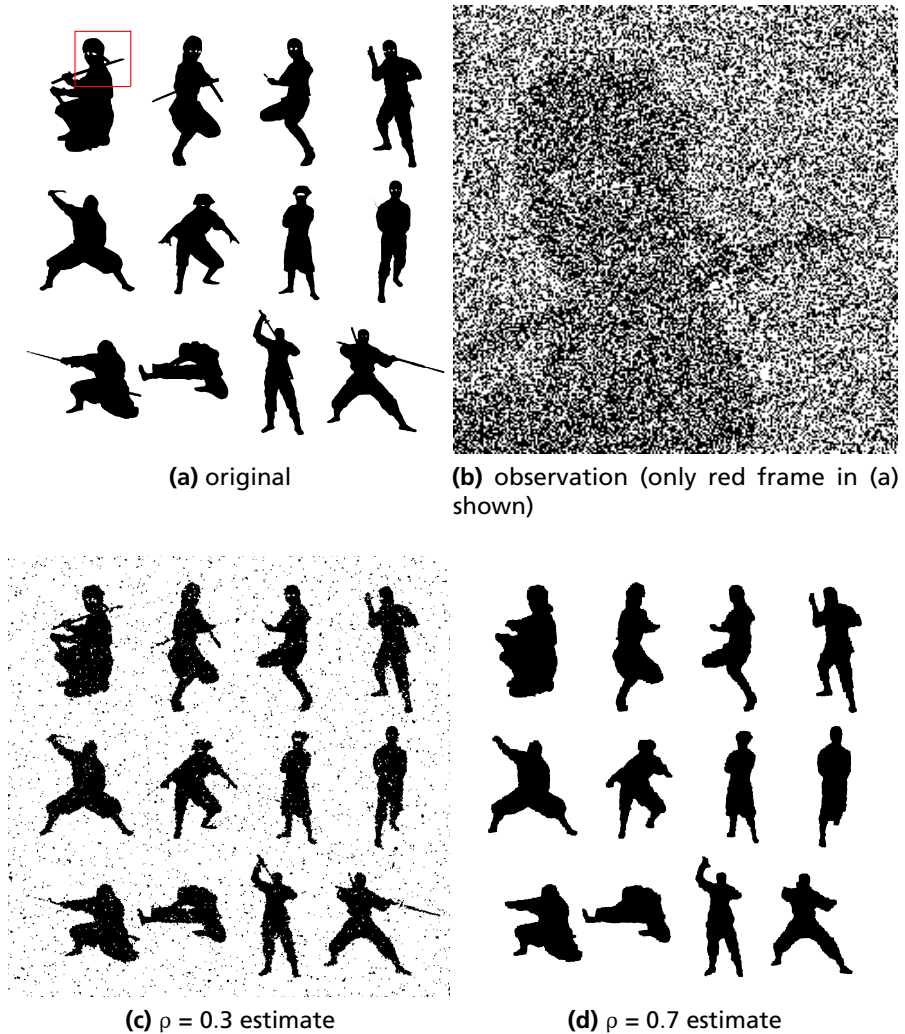 (a) original
(b) observation (only red frame in (a)
shown)
(c) ρ = 0.3 estimate
(d) ρ = 0.7 estimate